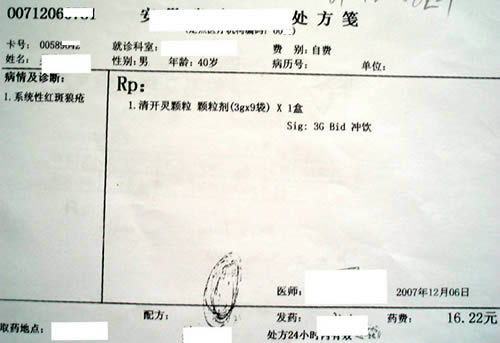 处方笺
卡号: 就诊科室: 费 别: 自费
姓名: 性别: 男 年龄: 40岁 病历号: 单位:
病情及诊断: Rp:
1.系统性红斑狼疮
1.清开灵颗粒 颗粒剂(3gx9袋) X 1盒
Sig: 3G Bid 冲饮
医师: 2007年12月06日
配方: 发药: 药费: 16.22元
取药地点: 处方24小时内有效